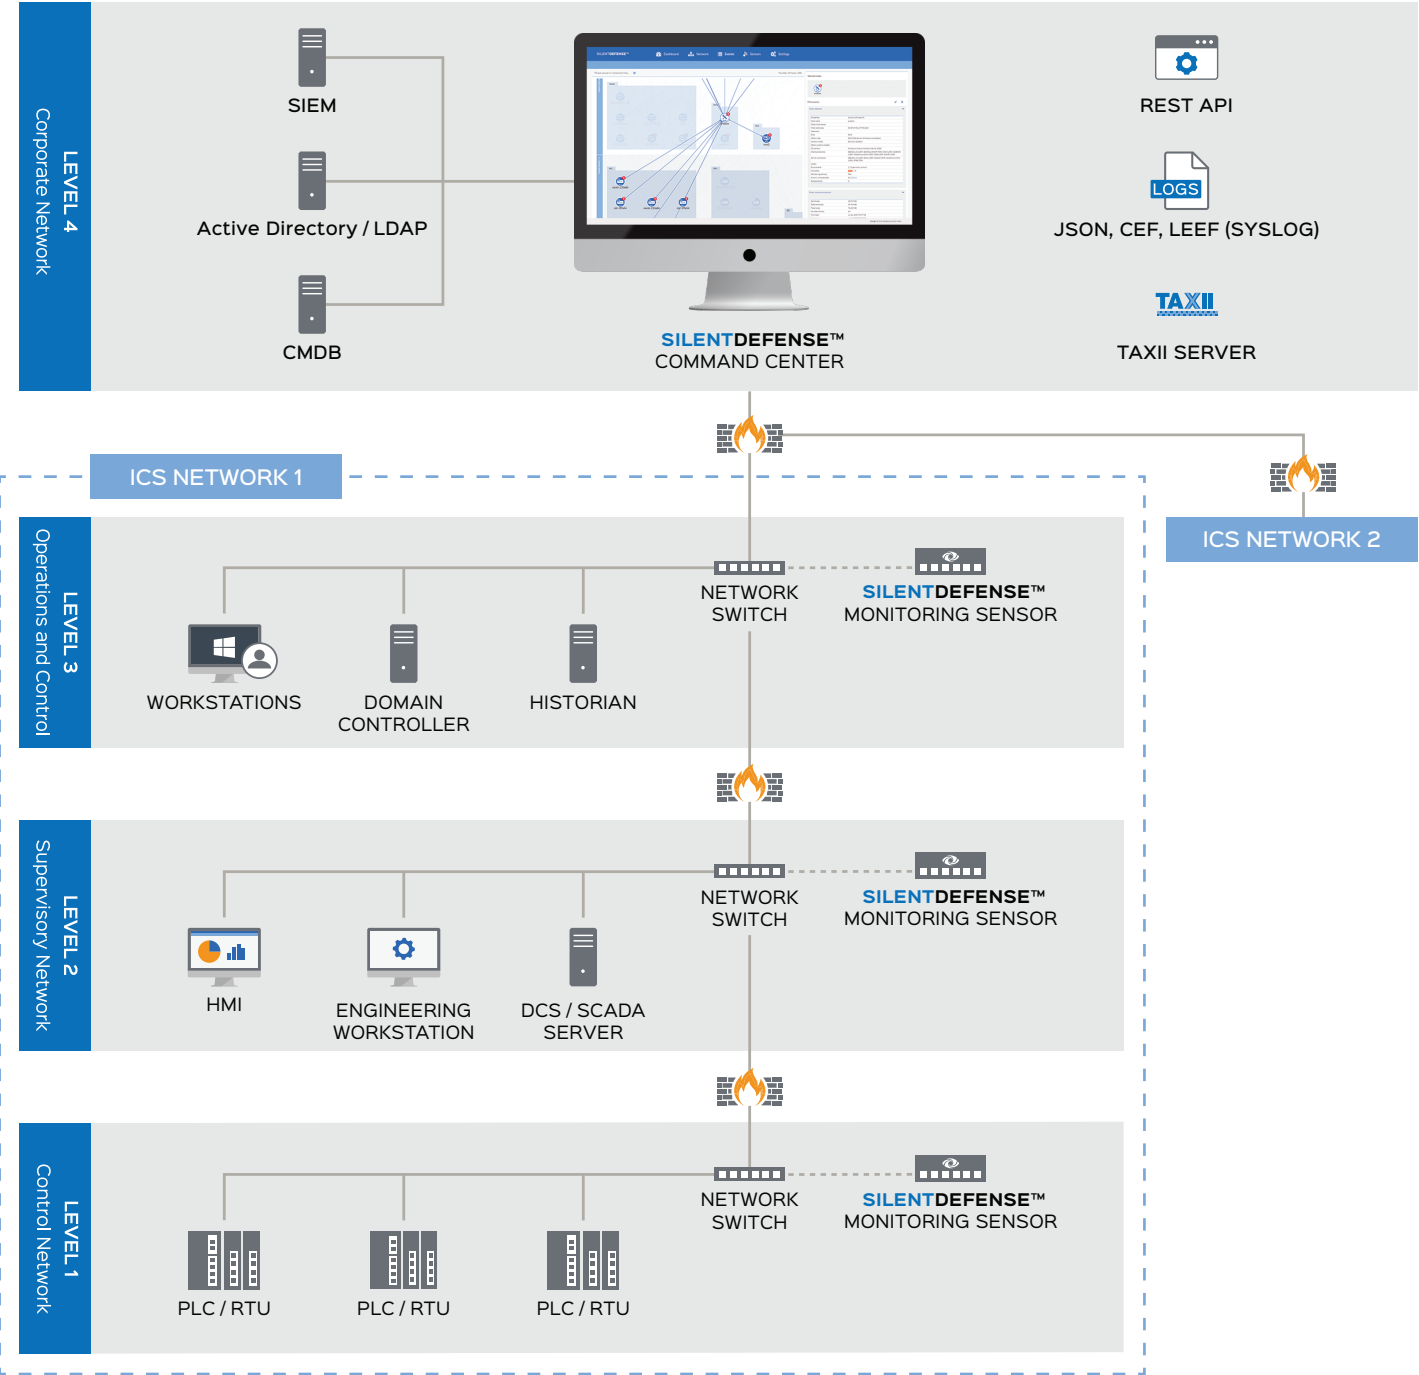 LEVEL 4
Corporate Network
SIEM
Active Directory / LDAP
CMDB
SILENTDEFENSE™
COMMAND CENTER
REST API
LOGS
JSON, CEF, LEEF (SYSLOG)
TAXII
TAXII SERVER
ICS NETWORK 1
ICS NETWORK 2
LEVEL 3
Operations and Control
WORKSTATIONS
DOMAIN
CONTROLLER
HISTORIAN
NETWORK
SWITCH
SILENTDEFENSE™
MONITORING SENSOR
LEVEL 2
Supervisory Network
HMI
ENGINEERING
WORKSTATION
DCS / SCADA
SERVER
NETWORK
SWITCH
SILENTDEFENSE™
MONITORING SENSOR
LEVEL 1
Control Network
PLC / RTU
PLC / RTU
PLC / RTU
NETWORK
SWITCH
SILENTDEFENSE™
MONITORING SENSOR